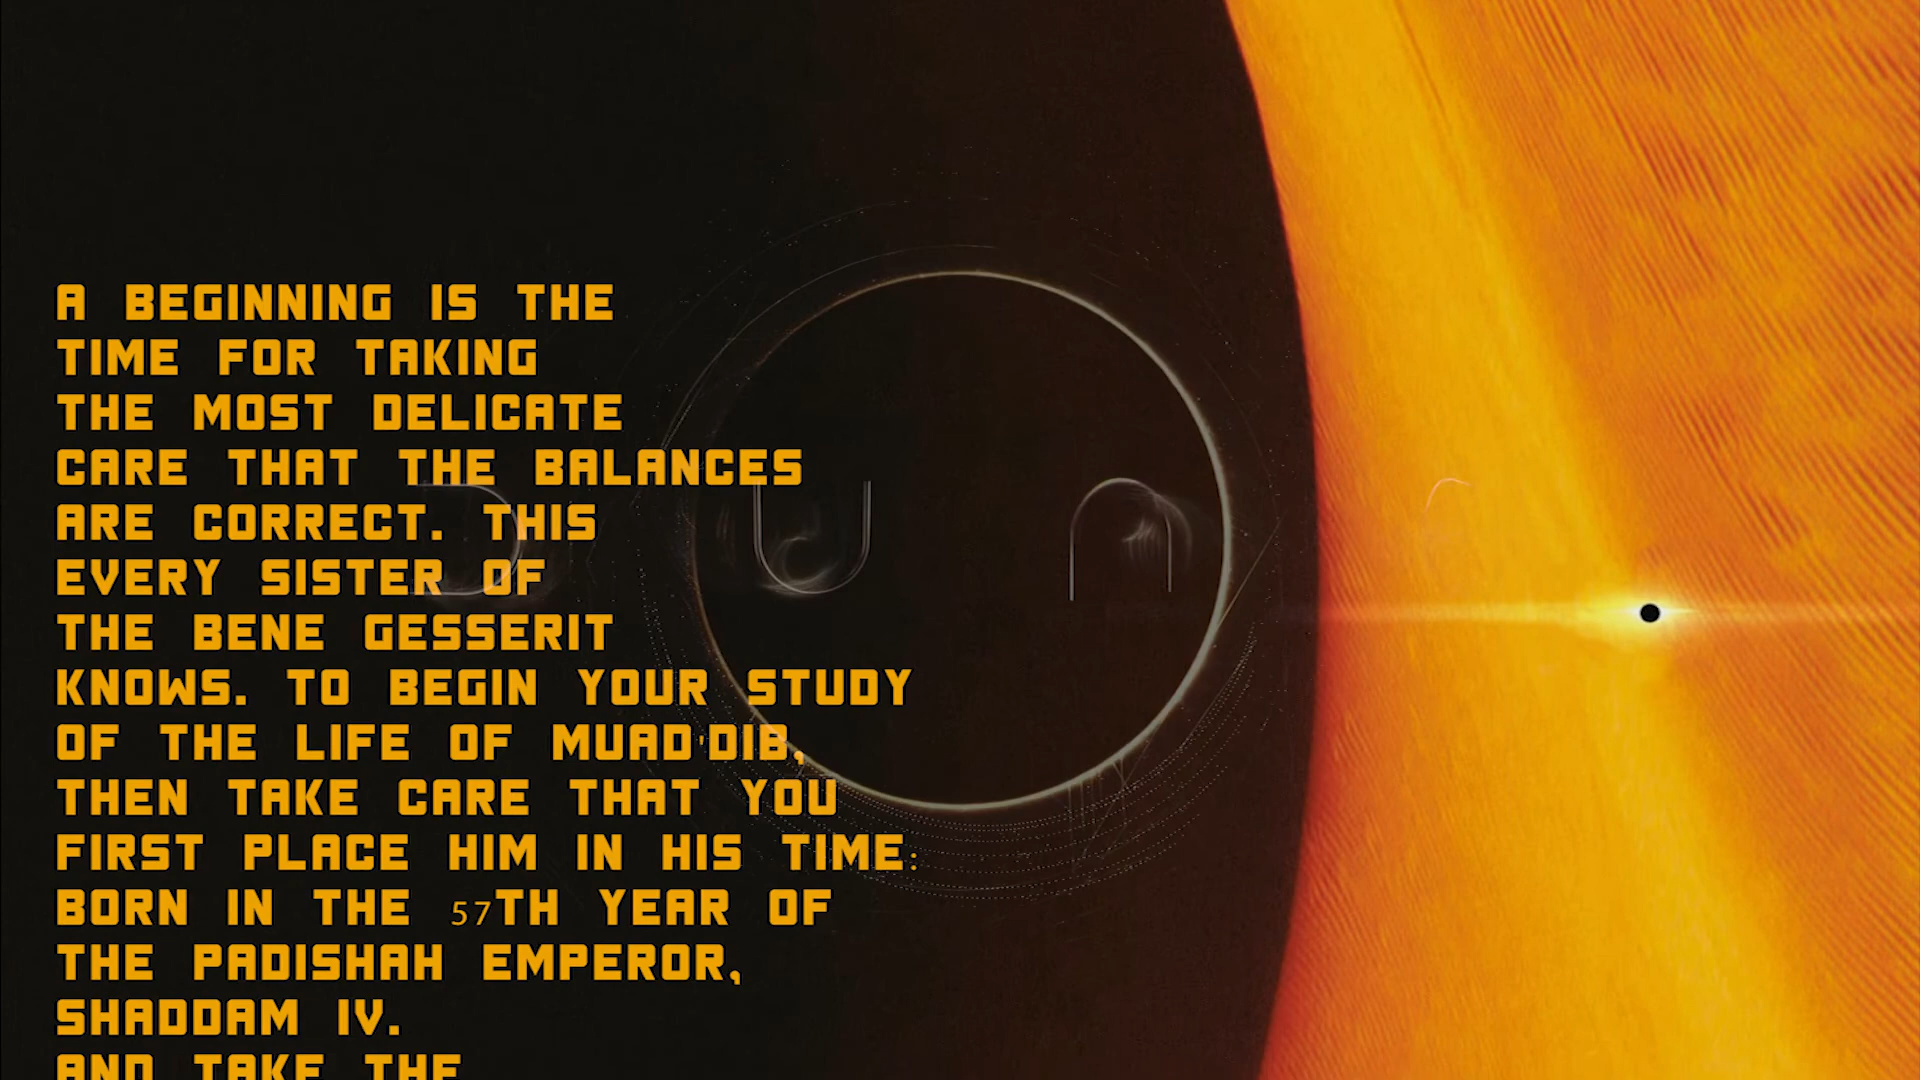 A BEGINNING IS THE
TIME FOR TAKING
THE MOST DELICATE
CARE THAT THE BALANCES
ARE CORRECT. THIS
EVERY SISTER OF
THE BENE GESSERIT
KNOWS. TO BEGIN YOUR STUDY
OF THE LIFE OF MUAD'DIB,
THEN TAKE CARE THAT YOU
FIRST PLACE HIM IN HIS TIME:
BORN IN THE 57TH YEAR OF
THE PADISHAH EMPEROR,
SHADDAM IV.
AND TAKE THE